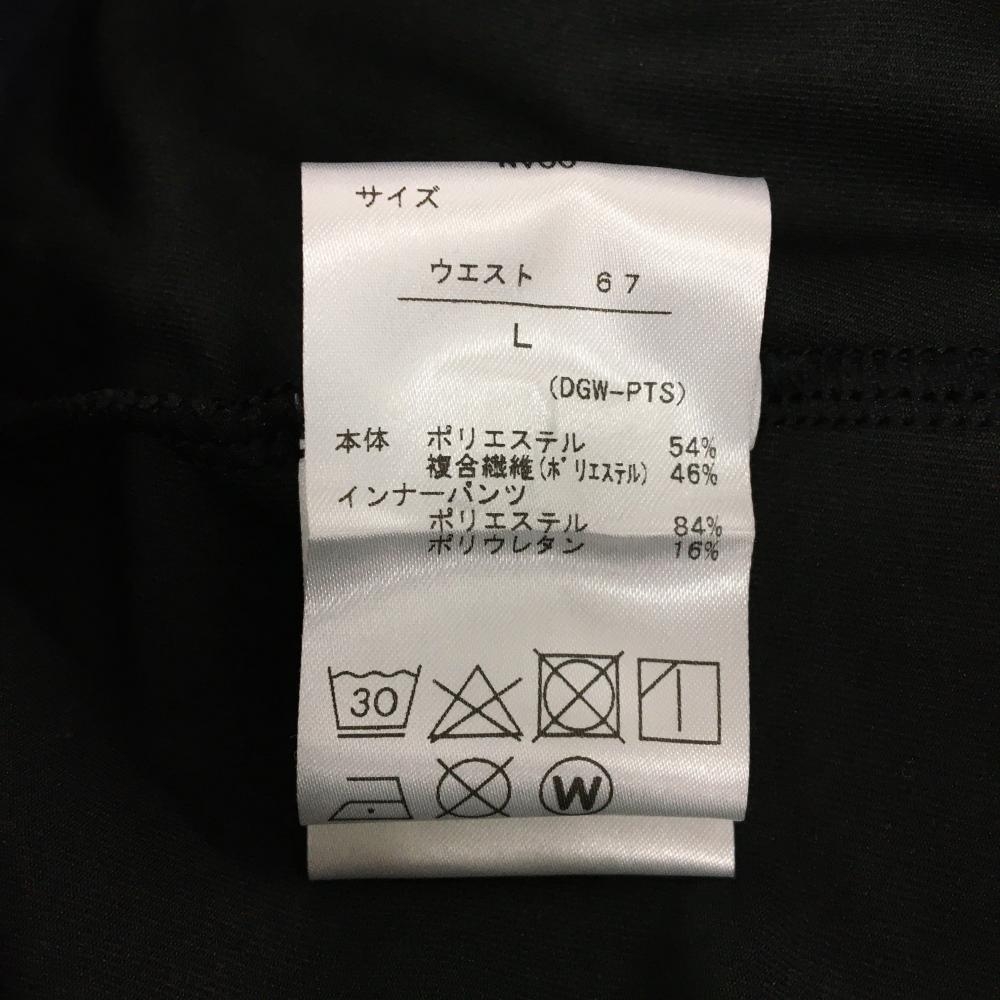 サイズ
ウエスト 67
L
(DGW-PTS)
本体 ポリエステル 54%
複合繊維(ポリエステル) 46%
インナーパンツ
ポリエステル 84%
ポリウレタン 16%
30
W